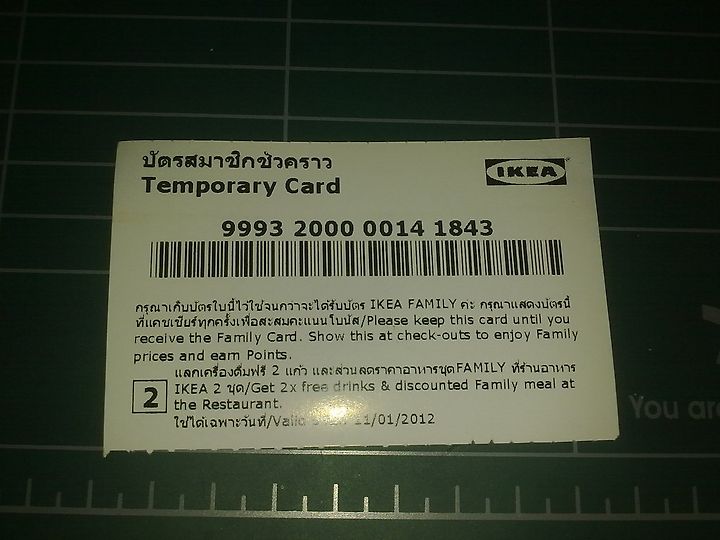 บัตรสมาชิกชั่วคราว
Temporary Card
IKEA
9993 2000 0014 1843
กรุณาเก็บบัตรใบนี้ไว้ใช้จนกว่าจะได้รับบัตร IKEA FAMILY ค่ะ กรุณาแสดงบัตรนี้
ที่แคชเชียร์ทุกครั้งเพื่อสะสมคะแนนโบนัส/Please keep this card until you
receive the Family Card. Show this at check-outs to enjoy Family
prices and earn Points.
แลกเครื่องดื่มฟรี 2 แก้ว และส่วนลดราคาอาหารชุดFAMILY ที่ร้านอาหาร
2 IKEA 2 ชุด/Get 2x free drinks & discounted Family meal at
the Restaurant.
ใช้ได้เฉพาะวันที่/Valid 11/01/2012
You